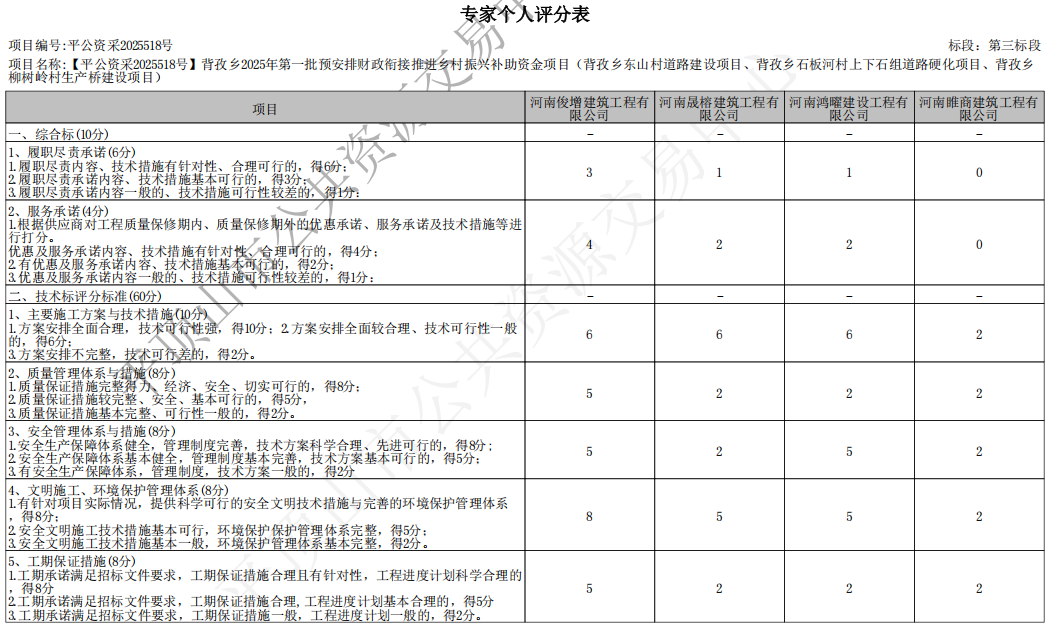 专家个人评分表
项目编号:平公资采2025518号
标段：第三标段
项目名称:【平公资采2025518号】背孜乡2025年第一批预安排财政衔接推进乡村振兴补助资金项目（背孜乡东山村道路建设项目、背孜乡石板河村上下石组道路硬化项目、背孜乡
柳树岭村生产桥建设项目）
项目
河南俊增建筑工程有
限公司
河南晟榕建筑工程有
限公司
河南鸿曜建设工程有
限公司
河南睢商建筑工程有
限公司
一、综合标(10分) – – – –
1、履职尽责承诺(6分)
1.履职尽责内容、技术措施有针对性、合理可行的，得6分；
2.履职尽责承诺内容、技术措施基本可行的，得3分；
3.履职尽责承诺内容一般的、技术措施可行性较差的，得1分；
3 1 1 0
2、服务承诺(4分)
1.根据供应商对工程质量保修期内、质量保修期外的优惠承诺、服务承诺及技术措施等进
行打分。
优惠及服务承诺内容、技术措施有针对性、合理可行的，得4分；
2.有优惠及服务承诺内容、技术措施基本可行的，得2分；
3.优惠及服务承诺内容一般的、技术措施可行性较差的，得1分；
4 2 2 0
二、技术标评分标准(60分) – – – –
1、主要施工方案与技术措施(10分)
1.方案安排全面合理，技术可行性强，得10分；2.方案安排全面较合理、技术可行性一般
的，得6分；
3.方案安排不完整，技术可行差的，得2分。
6 6 6 2
2、质量管理体系与措施(8分)
1.质量保证措施完整得力、经济、安全、切实可行的，得8分；
2.质量保证措施较完整、安全、基本可行的，得5分，
3.质量保证措施基本完整、可行性一般的，得2分。
5 2 2 2
3、安全管理体系与措施(8分)
1.安全生产保障体系健全，管理制度完善，技术方案科学合理、先进可行的，得8分；
2.安全生产保障体系基本健全，管理制度基本完善，技术方案基本可行的，得5分；
3.有安全生产保障体系，管理制度，技术方案一般的，得2分
5 2 5 2
4、文明施工、环境保护管理体系(8分)
1.有针对项目实际情况，提供科学可行的安全文明技术措施与完善的环境保护管理体系
，得8分；
2.安全文明施工技术措施基本可行，环境保护保护管理体系完整，得5分；
3.安全文明施工技术措施基本一般，环境保护管理体系基本完整，得2分。
8 5 5 2
5、工期保证措施(8分)
1.工期承诺满足招标文件要求，工期保证措施合理且有针对性，工程进度计划科学合理的
，得8分
2.工期承诺满足招标文件要求，工期保证措施合理,工程进度计划基本合理的，得5分
3.工期承诺满足招标文件要求，工期保证措施一般，工程进度计划一般的，得2分。
5 2 2 2
平顶山市公共资源交易中心
平顶山市公共资源交易中心